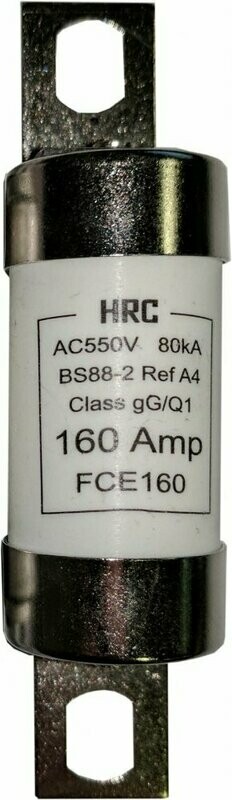 HRC
AC550V 80kA
BS88-2 Ref A4
Class gG/Q1
160 Amp
FCE160